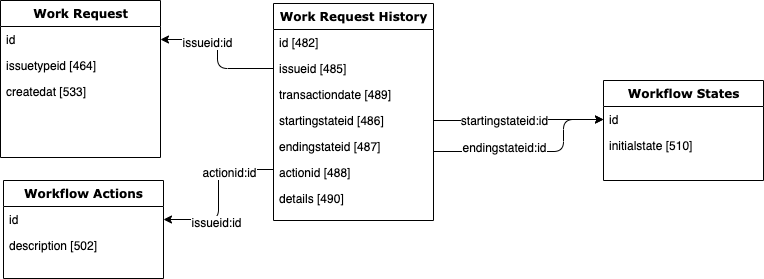 Work Request
id
issuetypeid [464]
createdat [533]
issueid:id
Work Request History
id [482]
issueid [485]
transactiondate [489]
startingstateid [486]
endingstateid [487]
actionid [488]
details [490]
startingstateid:id
endingstateid:id
Workflow States
id
initialstate [510]
actionid:id
issueid:id
Workflow Actions
id
description [502]